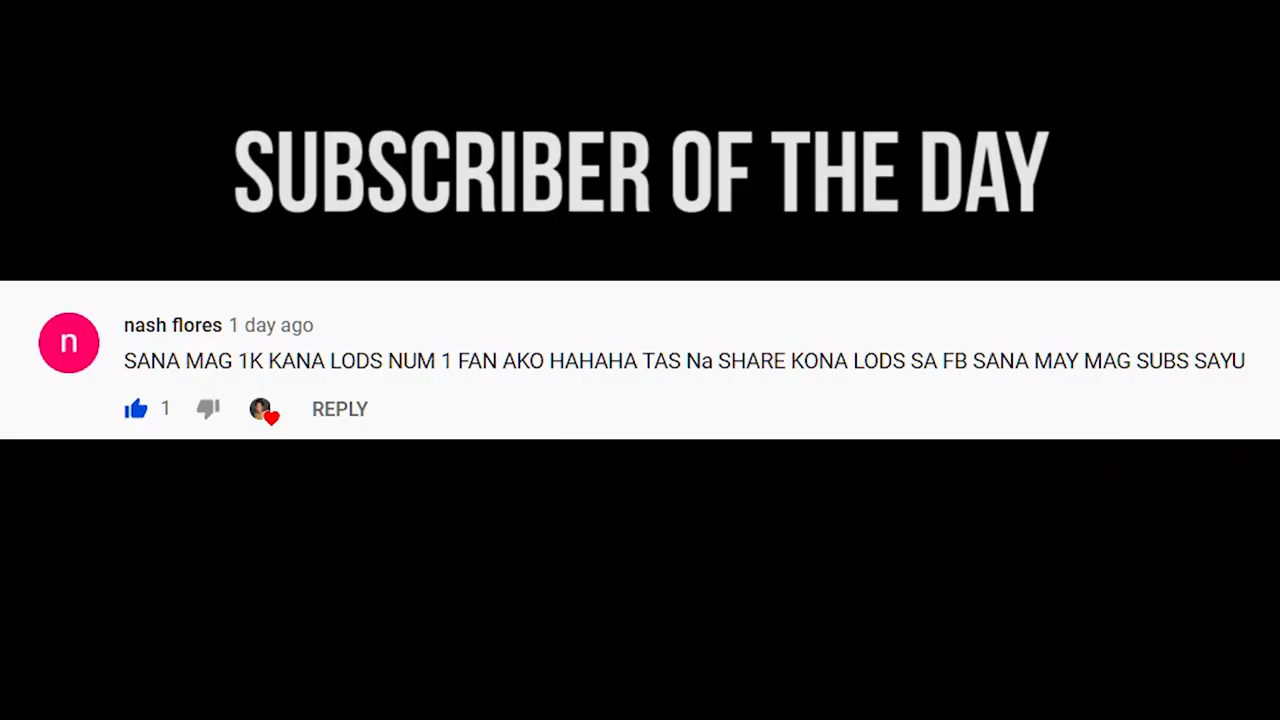 SUBSCRIBER OF THE DAY
n
nash flores 1 day ago
SANA MAG 1K KANA LODS NUM 1 FAN AKO HAHAHA TAS Na SHARE KONA LODS SA FB SANA MAY MAG SUBS SAYU
1 REPLY